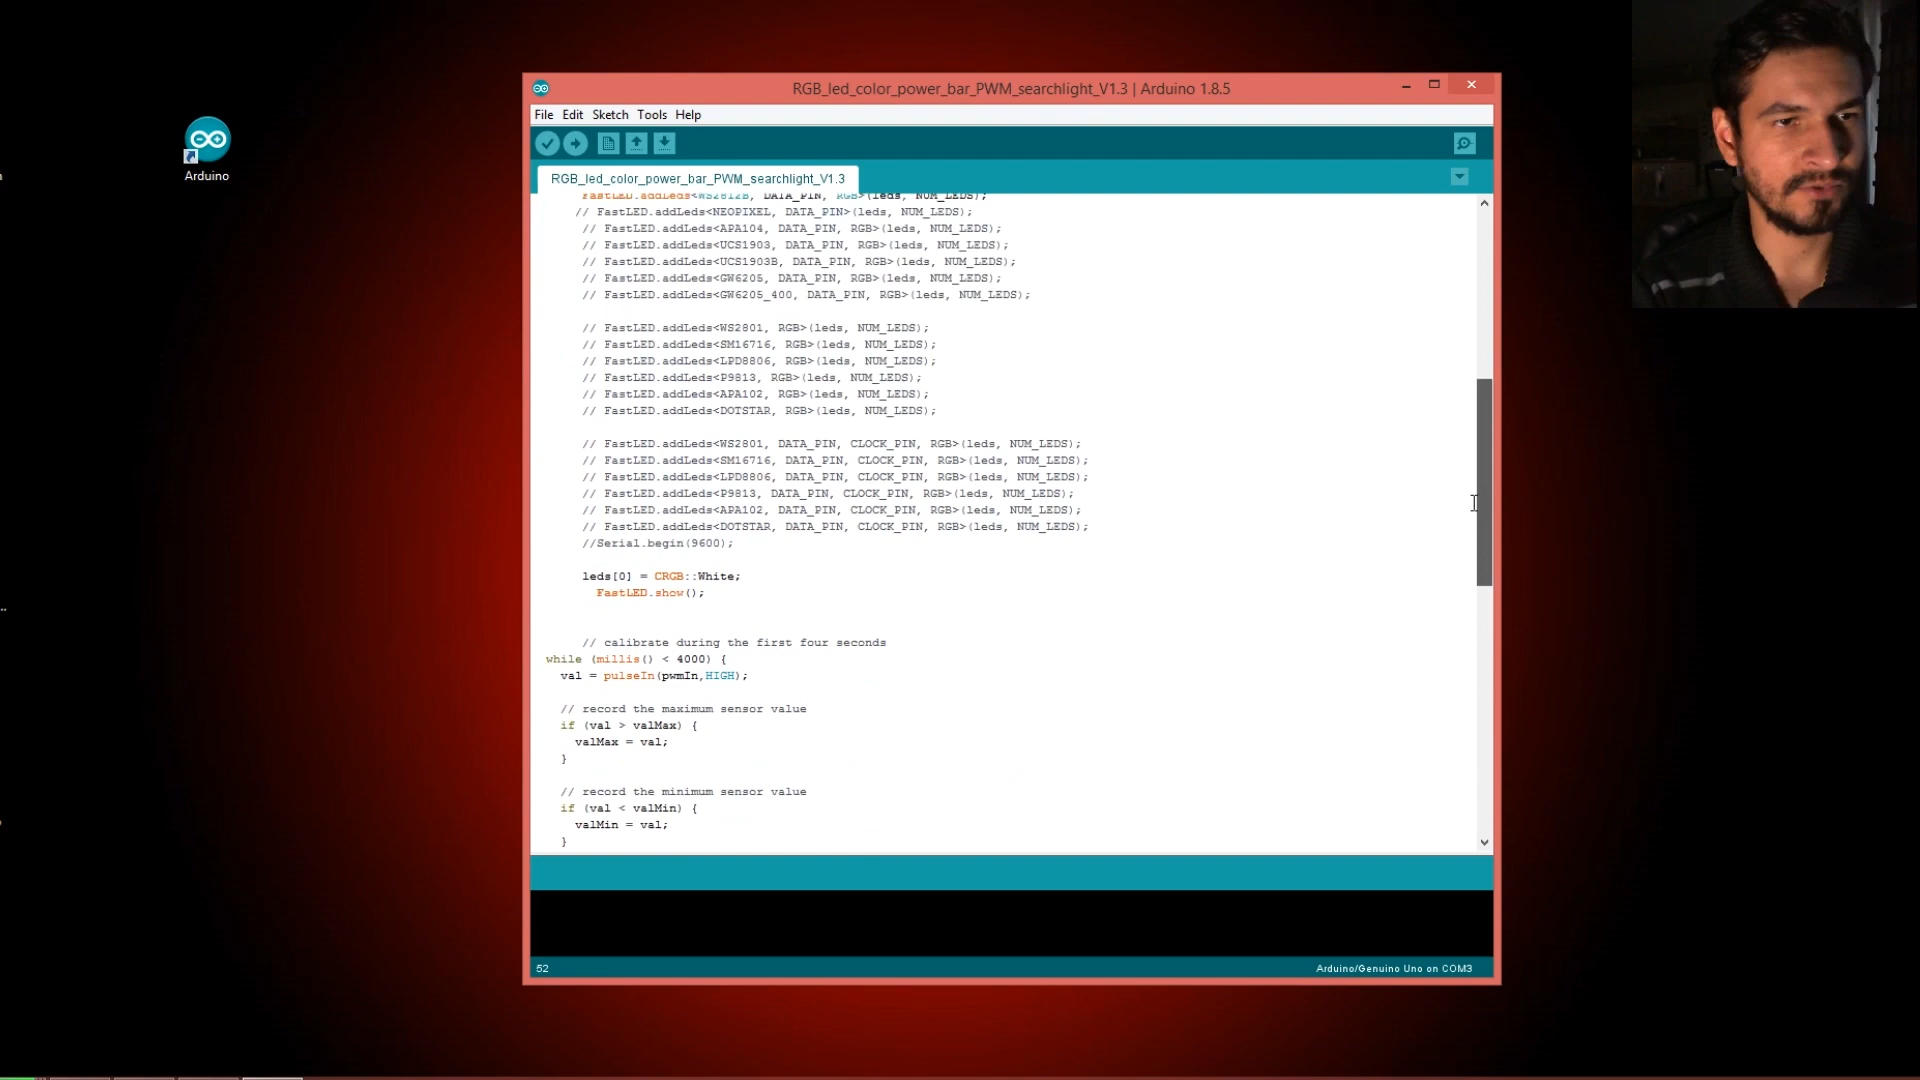 RGB_led_color_power_bar_PWM_searchlight_V1.3 | Arduino 1.8.5
File Edit Sketch Tools Help
Arduino
RGB_led_color_power_bar_PWM_searchlight_V1.3
FastLED.addLeds<WS2812B, DATA_PIN, RGB>(leds, NUM_LEDS);
// FastLED.addLeds<NEOPIXEL, DATA_PIN>(leds, NUM_LEDS);
// FastLED.addLeds<APA104, DATA_PIN, RGB>(leds, NUM_LEDS);
// FastLED.addLeds<UCS1903, DATA_PIN, RGB>(leds, NUM_LEDS);
// FastLED.addLeds<UCS1903B, DATA_PIN, RGB>(leds, NUM_LEDS);
// FastLED.addLeds<GW6205, DATA_PIN, RGB>(leds, NUM_LEDS);
// FastLED.addLeds<GW6205_400, DATA_PIN, RGB>(leds, NUM_LEDS);
// FastLED.addLeds<WS2801, RGB>(leds, NUM_LEDS);
// FastLED.addLeds<SM16716, RGB>(leds, NUM_LEDS);
// FastLED.addLeds<LPD8806, RGB>(leds, NUM_LEDS);
// FastLED.addLeds<P9813, RGB>(leds, NUM_LEDS);
// FastLED.addLeds<APA102, RGB>(leds, NUM_LEDS);
// FastLED.addLeds<DOTSTAR, RGB>(leds, NUM_LEDS);
// FastLED.addLeds<WS2801, DATA_PIN, CLOCK_PIN, RGB>(leds, NUM_LEDS);
// FastLED.addLeds<SM16716, DATA_PIN, CLOCK_PIN, RGB>(leds, NUM_LEDS);
// FastLED.addLeds<LPD8806, DATA_PIN, CLOCK_PIN, RGB>(leds, NUM_LEDS);
// FastLED.addLeds<P9813, DATA_PIN, CLOCK_PIN, RGB>(leds, NUM_LEDS);
// FastLED.addLeds<APA102, DATA_PIN, CLOCK_PIN, RGB>(leds, NUM_LEDS);
// FastLED.addLeds<DOTSTAR, DATA_PIN, CLOCK_PIN, RGB>(leds, NUM_LEDS);
//Serial.begin(9600);
leds[0] = CRGB::White;
FastLED.show();
// calibrate during the first four seconds
while (millis() < 4000) {
val = pulseIn(pwmIn,HIGH);
// record the maximum sensor value
if (val > valMax) {
valMax = val;
}
// record the minimum sensor value
if (val < valMin) {
valMin = val;
}
52
Arduino/Genuino Uno on COM3